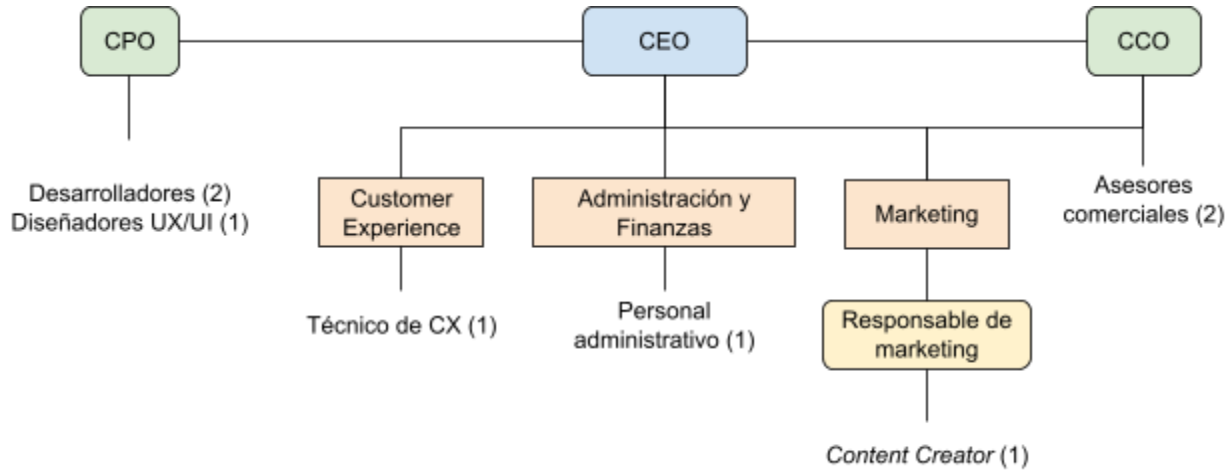 CPO
CEO
CCO
Desarrolladores (2)
Diseñadores UX/UI (1)
Customer
Experience
Administración y
Finanzas
Marketing
Asesores
comerciales (2)
Técnico de CX (1)
Personal
administrativo (1)
Responsable de
marketing
Content Creator (1)